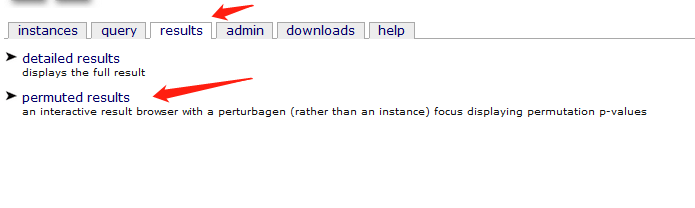 instances query results admin downloads help
detailed results
displays the full result
permuted results
an interactive result browser with a perturbagen (rather than an instance) focus displaying permutation p-values